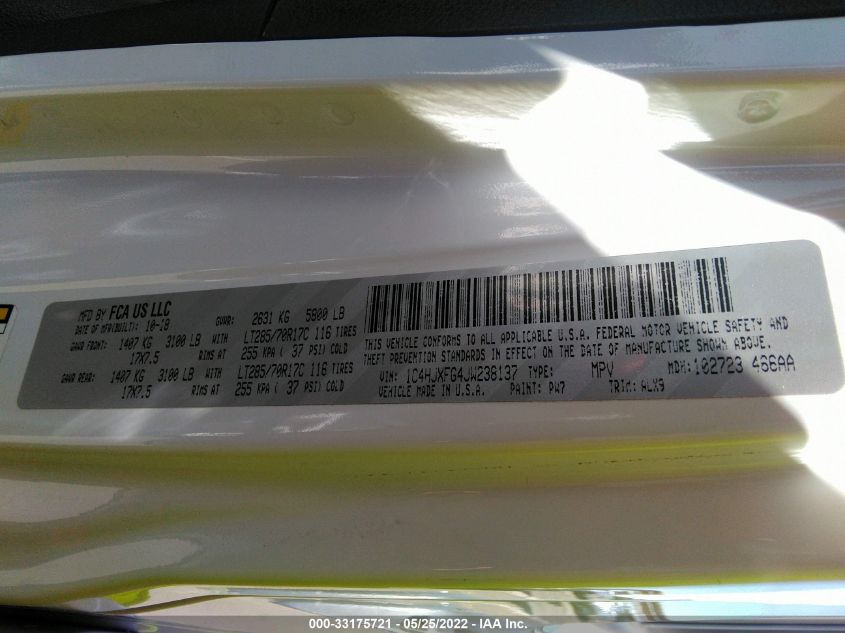 MFD BY FCA US LLC
DATE OF MFR(BUILT): 10-18 GVWR: 2631 KG 5800 LB
GAWR FRONT: 1407 KG 3100 LB WITH LT285/70R17C 116 TIRES
17X7.5 RIMS AT 255 KPA ( 37 PSI) COLD
GAWR REAR: 1407 KG 3100 LB WITH LT285/70R17C 116 TIRES
17X7.5 RIMS AT 255 KPA ( 37 PSI) COLD
THIS VEHICLE CONFORMS TO ALL APPLICABLE U.S.A. FEDERAL MOTOR VEHICLE SAFETY AND
THEFT PREVENTION STANDARDS IN EFFECT ON THE DATE OF MANUFACTURE SHOWN ABOVE.
VIN: 1C4HJXFG4JW238137 TYPE: MPV MDH: 102723 466AA
VEHICLE MADE IN U.S.A. PAINT: PW7 TRIM: ALX9
000-33175721 - 05/25/2022 - IAA Inc.